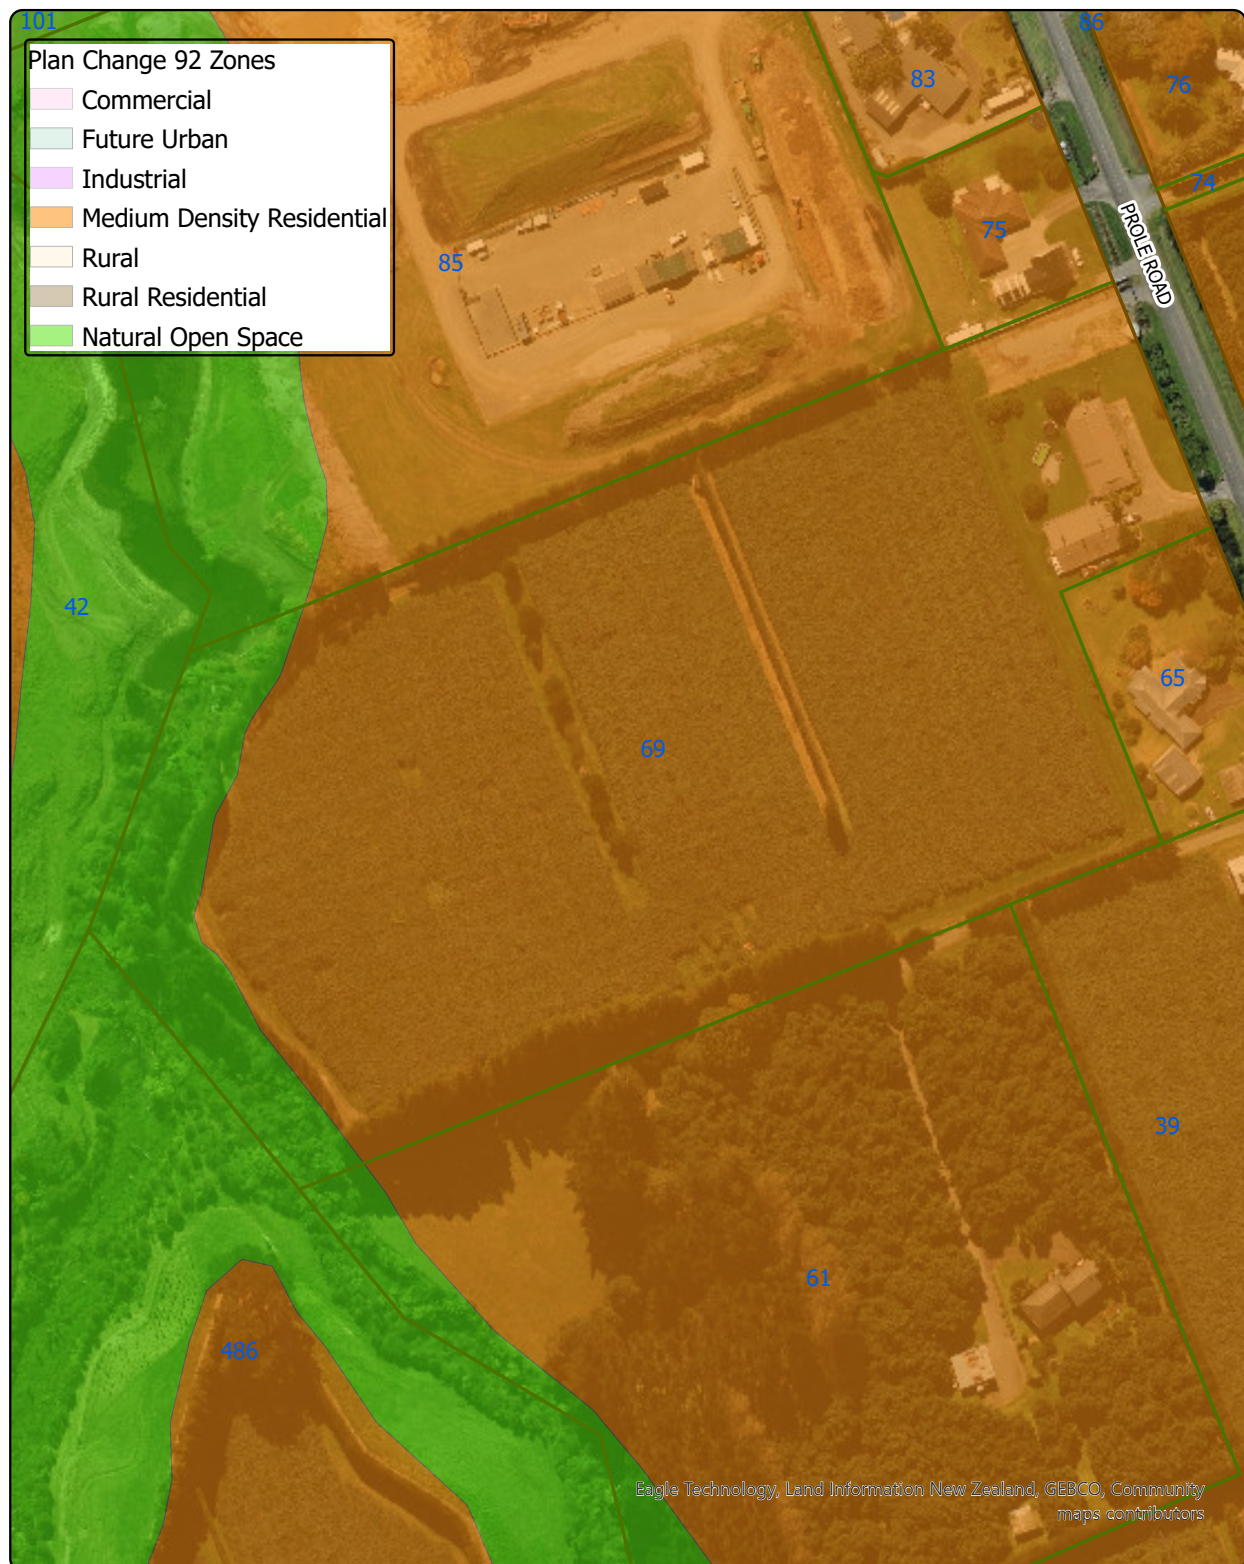 101
Plan Change 92 Zones
Commercial
Future Urban
Industrial
Medium Density Residential
Rural
Rural Residential
Natural Open Space
86
83
76
74
75
PROLE ROAD
85
42
65
69
39
61
486
Eagle Technology, Land Information New Zealand, GEBCO, Community
maps contributors